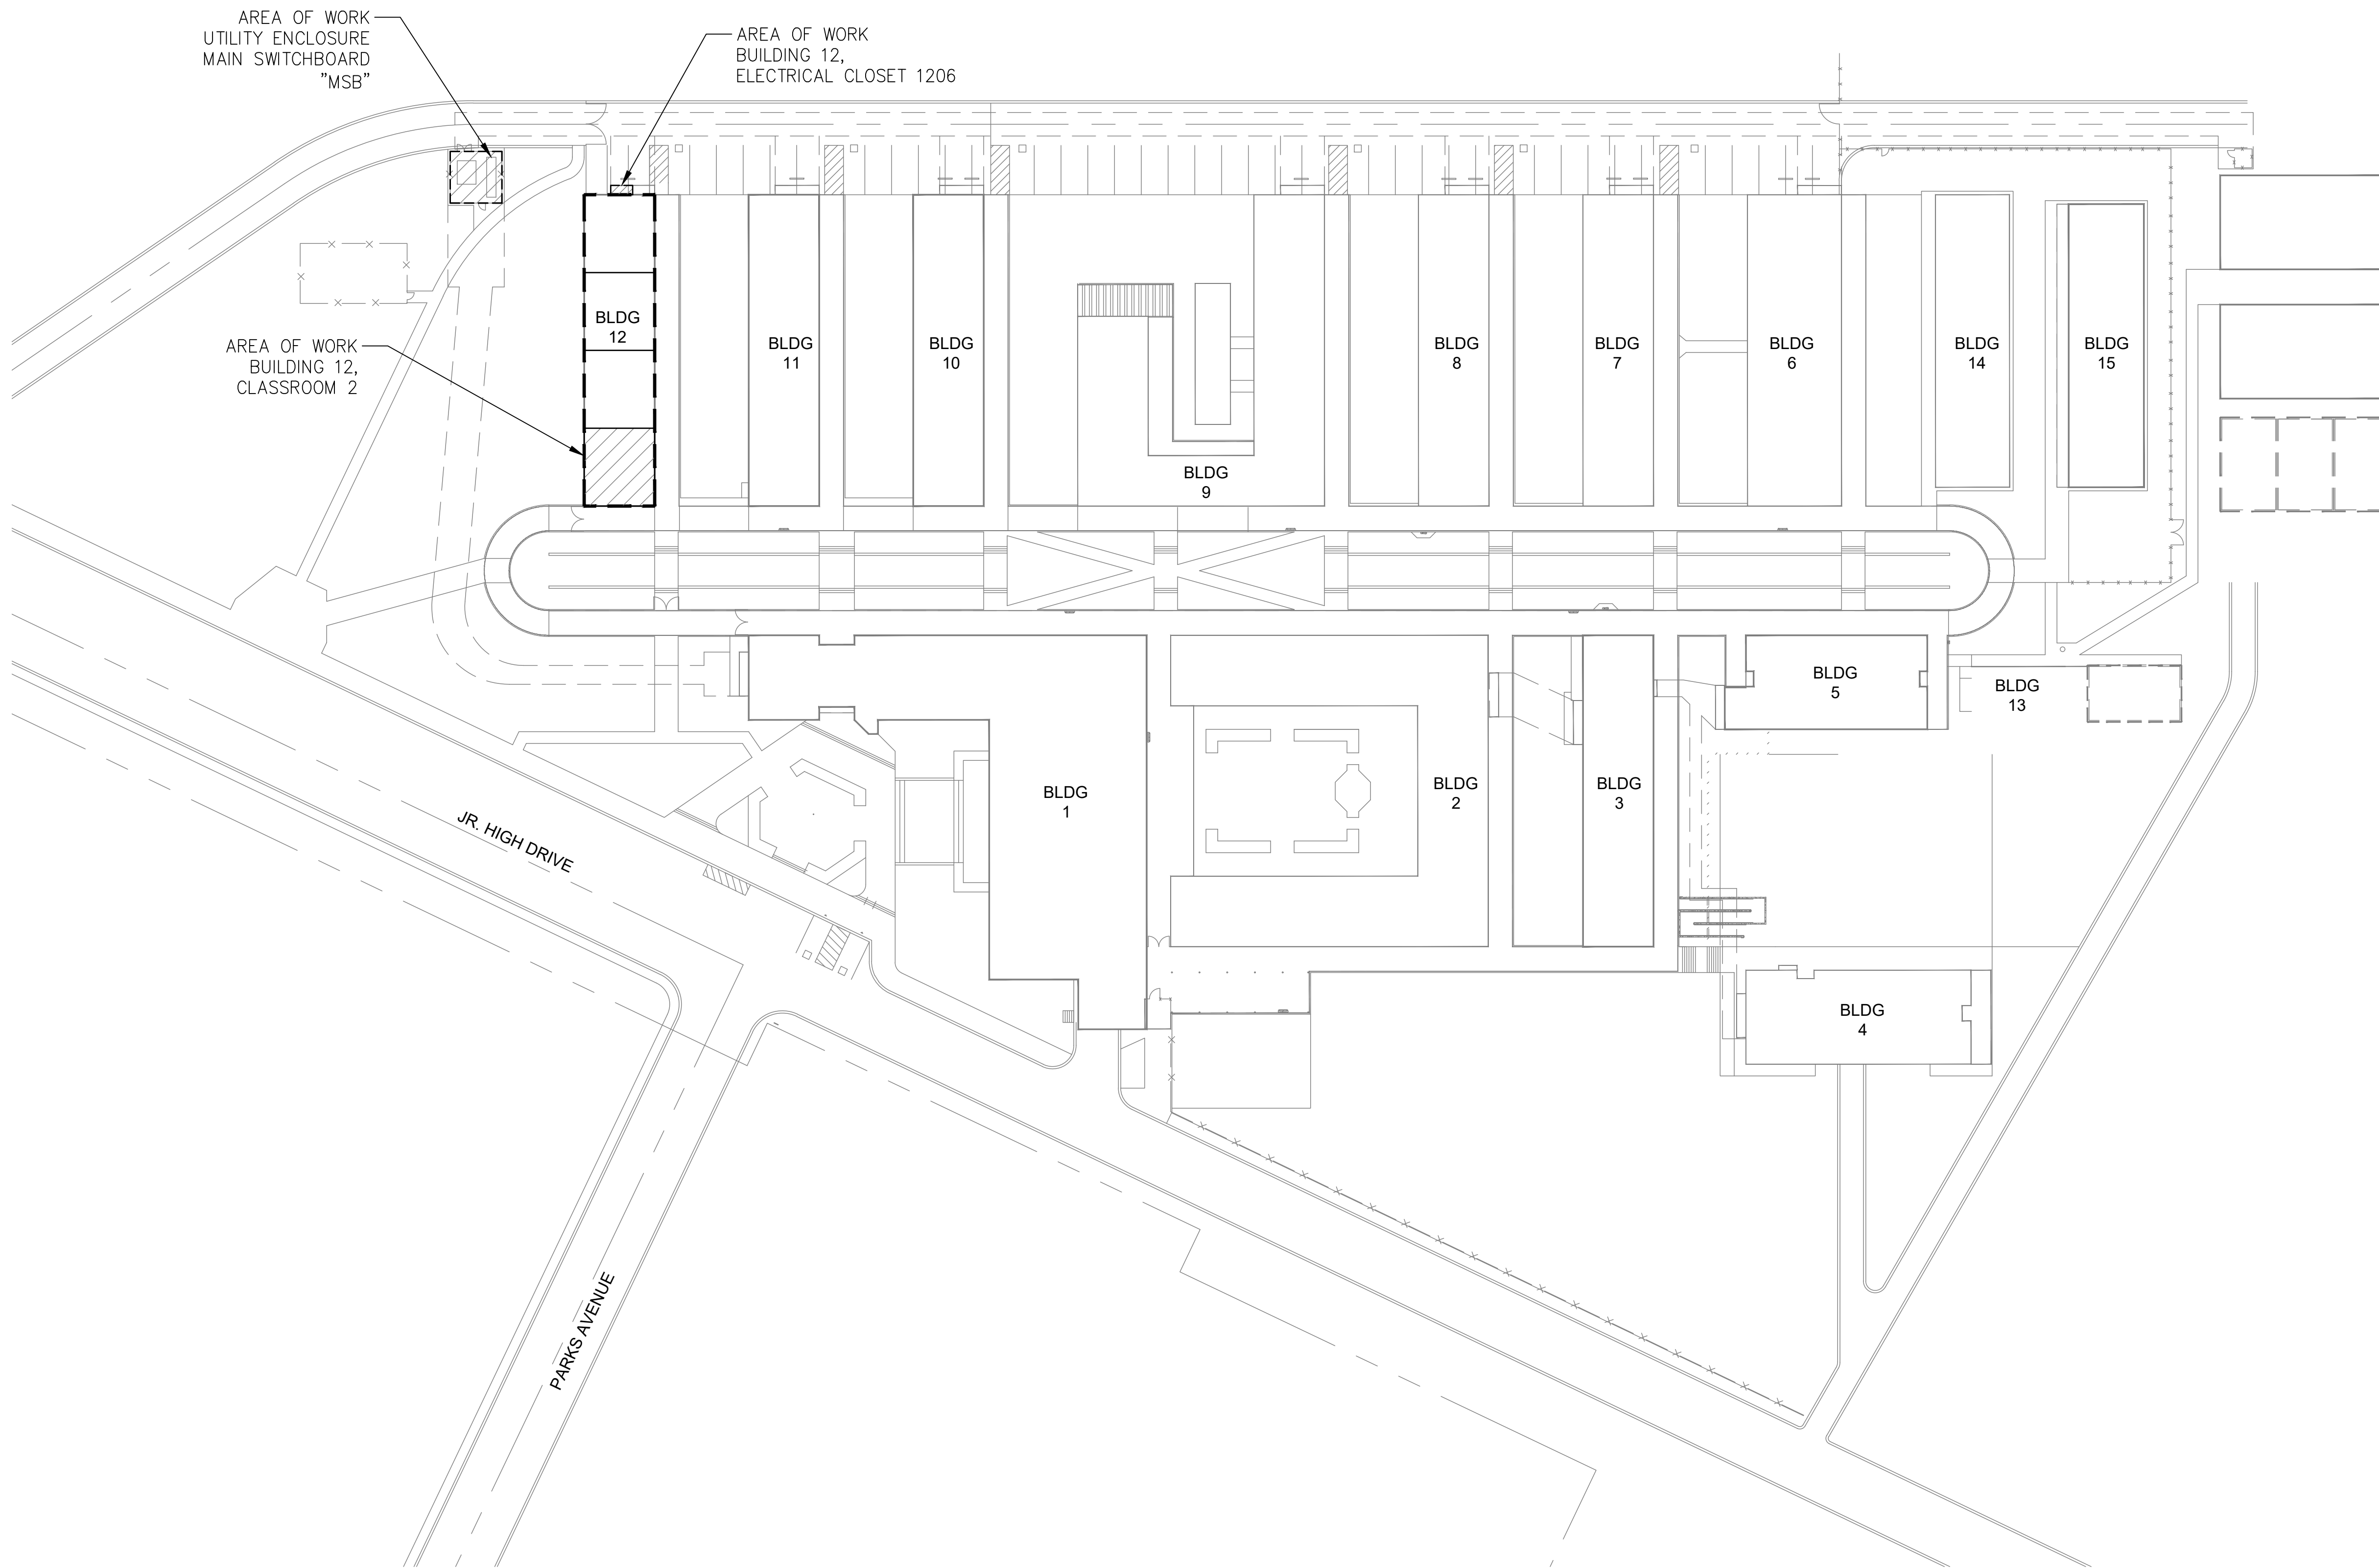 AREA OF WORK
UTILITY ENCLOSURE
MAIN SWITCHBOARD
"MSB"
AREA OF WORK
BUILDING 12,
ELECTRICAL CLOSET 1206
AREA OF WORK
BUILDING 12,
CLASSROOM 2
BLDG
12
BLDG
11
BLDG
10
BLDG
9
BLDG
8
BLDG
7
BLDG
6
BLDG
14
BLDG
15
BLDG
1
BLDG
2
BLDG
3
BLDG
5
BLDG
13
BLDG
4
JR. HIGH DRIVE
PARKS AVENUE